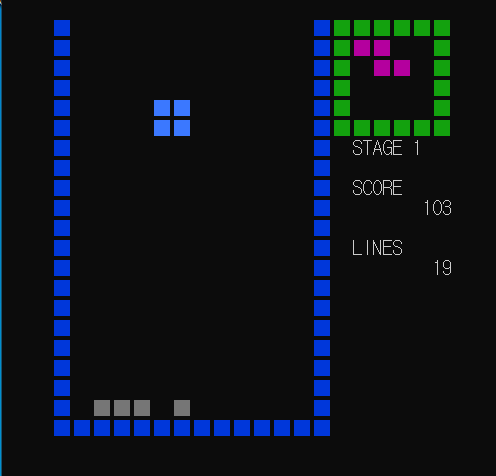 STAGE 1
SCORE
103
LINES
19